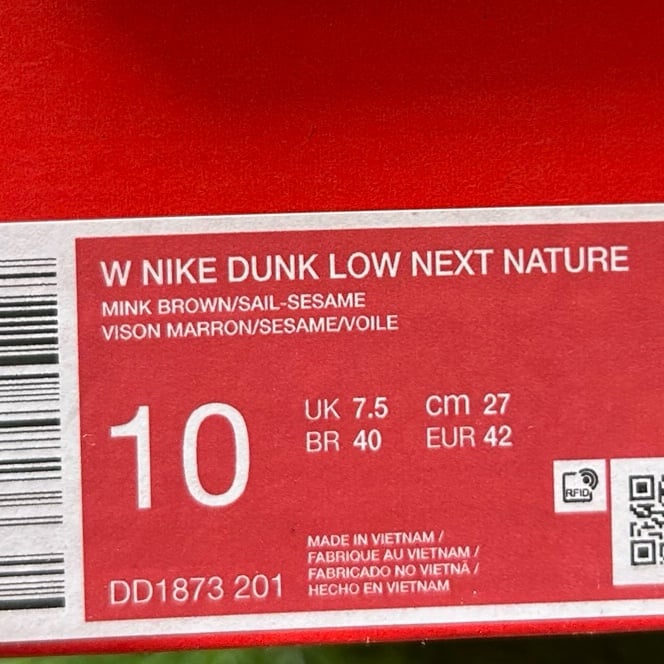 W NIKE DUNK LOW NEXT NATURE
MINK BROWN/SAIL-SESAME
VISON MARRON/SESAME/VOILE
10
UK 7.5 cm 27
BR 40 EUR 42
RFID
MADE IN VIETNAM /
FABRIQUE AU VIETNAM /
FABRICADO NO VIETNÃ /
HECHO EN VIETNAM
DD1873 201